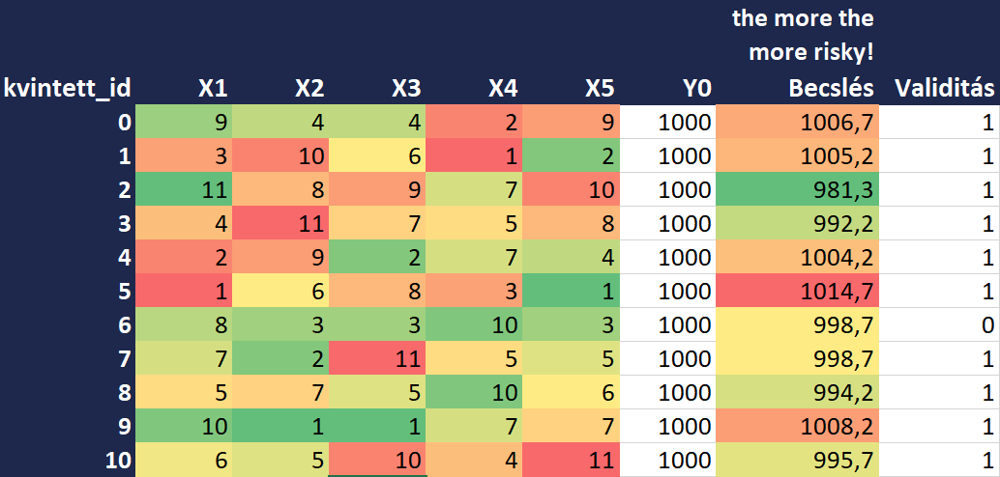 the more the
more risky!
kvintett_id X1 X2 X3 X4 X5 Y0 Becslés Validitás
0 9 4 4 2 9 1000 1006,7 1
1 3 10 6 1 2 1000 1005,2 1
2 11 8 9 7 10 1000 981,3 1
3 4 11 7 5 8 1000 992,2 1
4 2 9 2 7 4 1000 1004,2 1
5 1 6 8 3 1 1000 1014,7 1
6 8 3 3 10 3 1000 998,7 0
7 7 2 11 5 5 1000 998,7 1
8 5 7 5 10 6 1000 994,2 1
9 10 1 1 7 7 1000 1008,2 1
10 6 5 10 4 11 1000 995,7 1